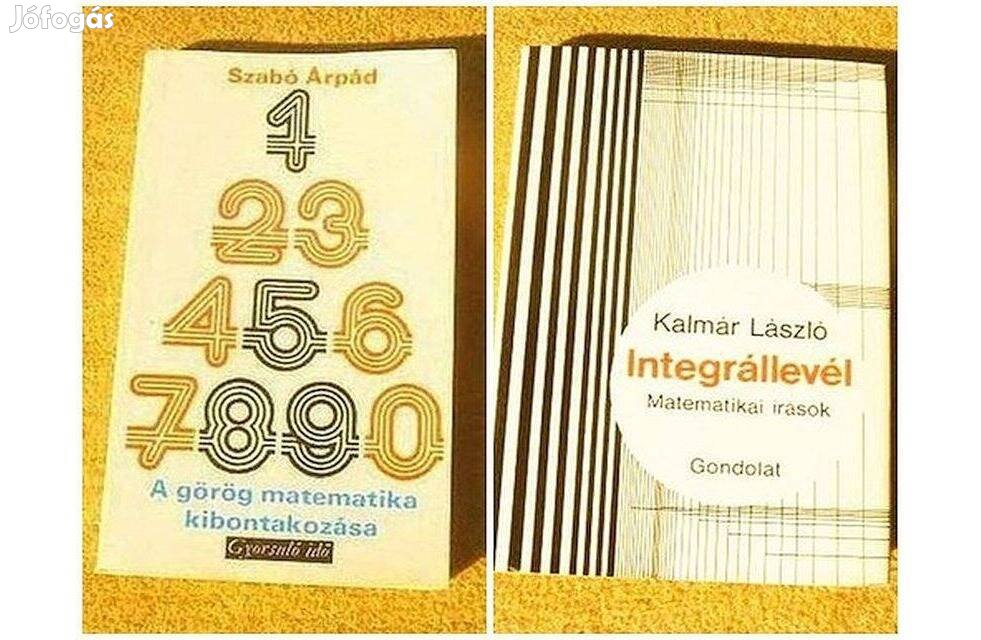 Jófogás
Szabó Árpád
1
23
456
7890
A görög matematika
kibontakozása
Gyorsuló idő
Kalmár László
Integrállevél
Matematikai írások
Gondolat